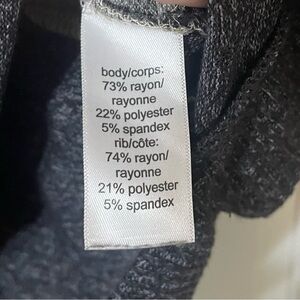 body/corps:
73% rayon/
rayonne
22% polyester
5% spandex
rib/côte:
74% rayon/
rayonne
21% polyester
5% spandex